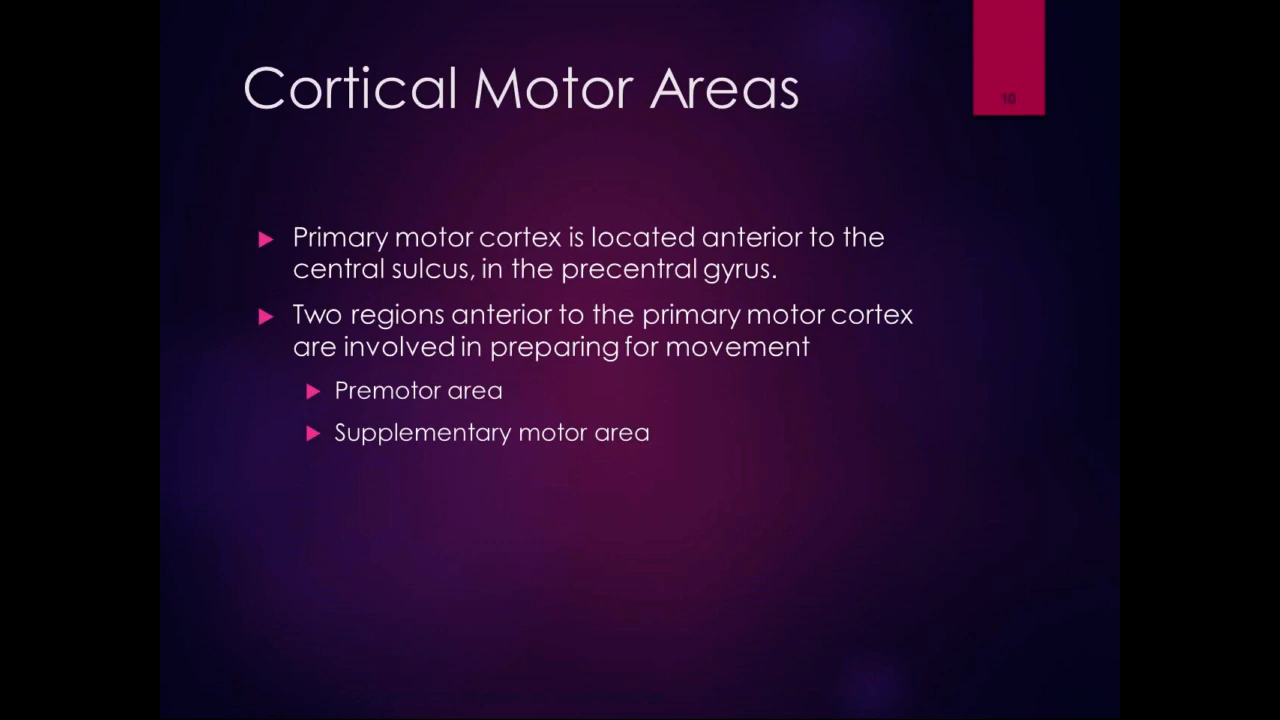 Cortical Motor Areas
10
Primary motor cortex is located anterior to the
central sulcus, in the precentral gyrus.
Two regions anterior to the primary motor cortex
are involved in preparing for movement
Premotor area
Supplementary motor area